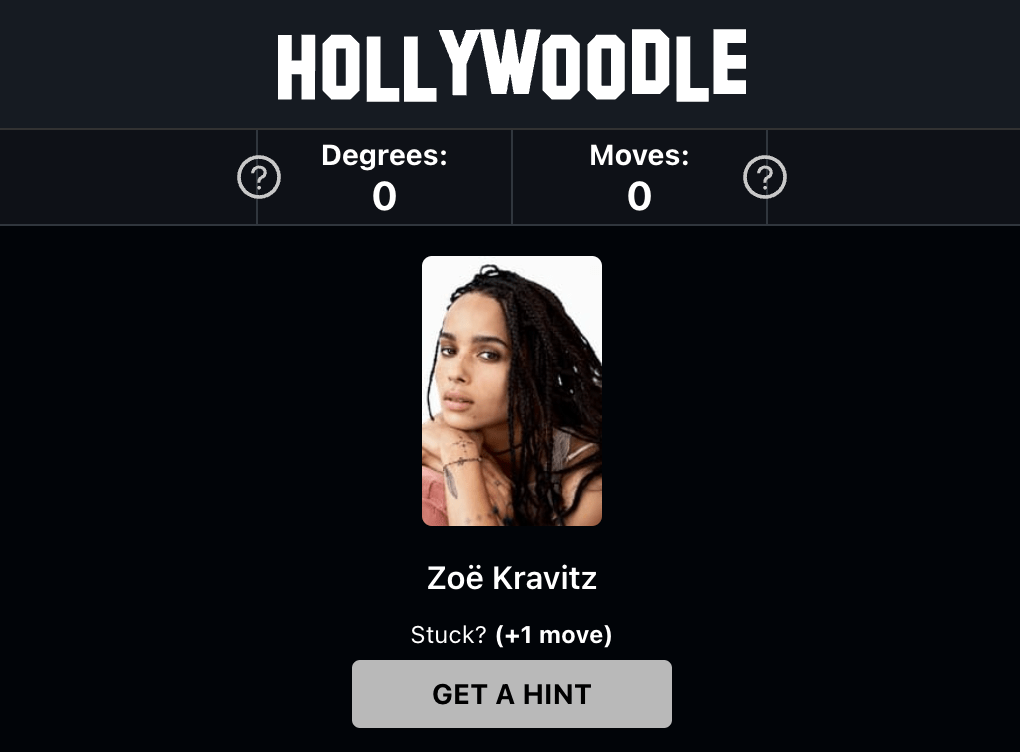 HOLLYWOODLE
? Degrees: Moves: ?
0 0
Zoë Kravitz
Stuck? (+1 move)
GET A HINT